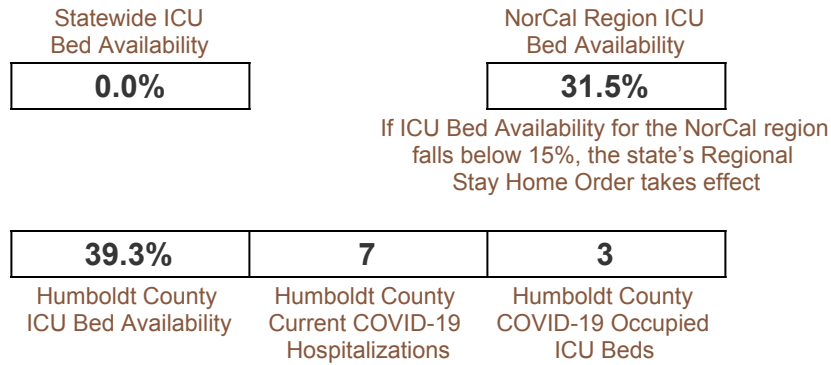 Statewide ICU
Bed Availability
0.0%
NorCal Region ICU
Bed Availability
31.5%
If ICU Bed Availability for the NorCal region
falls below 15%, the state's Regional
Stay Home Order takes effect
39.3%
Humboldt County
ICU Bed Availability
7
Humboldt County
Current COVID-19
Hospitalizations
3
Humboldt County
COVID-19 Occupied
ICU Beds